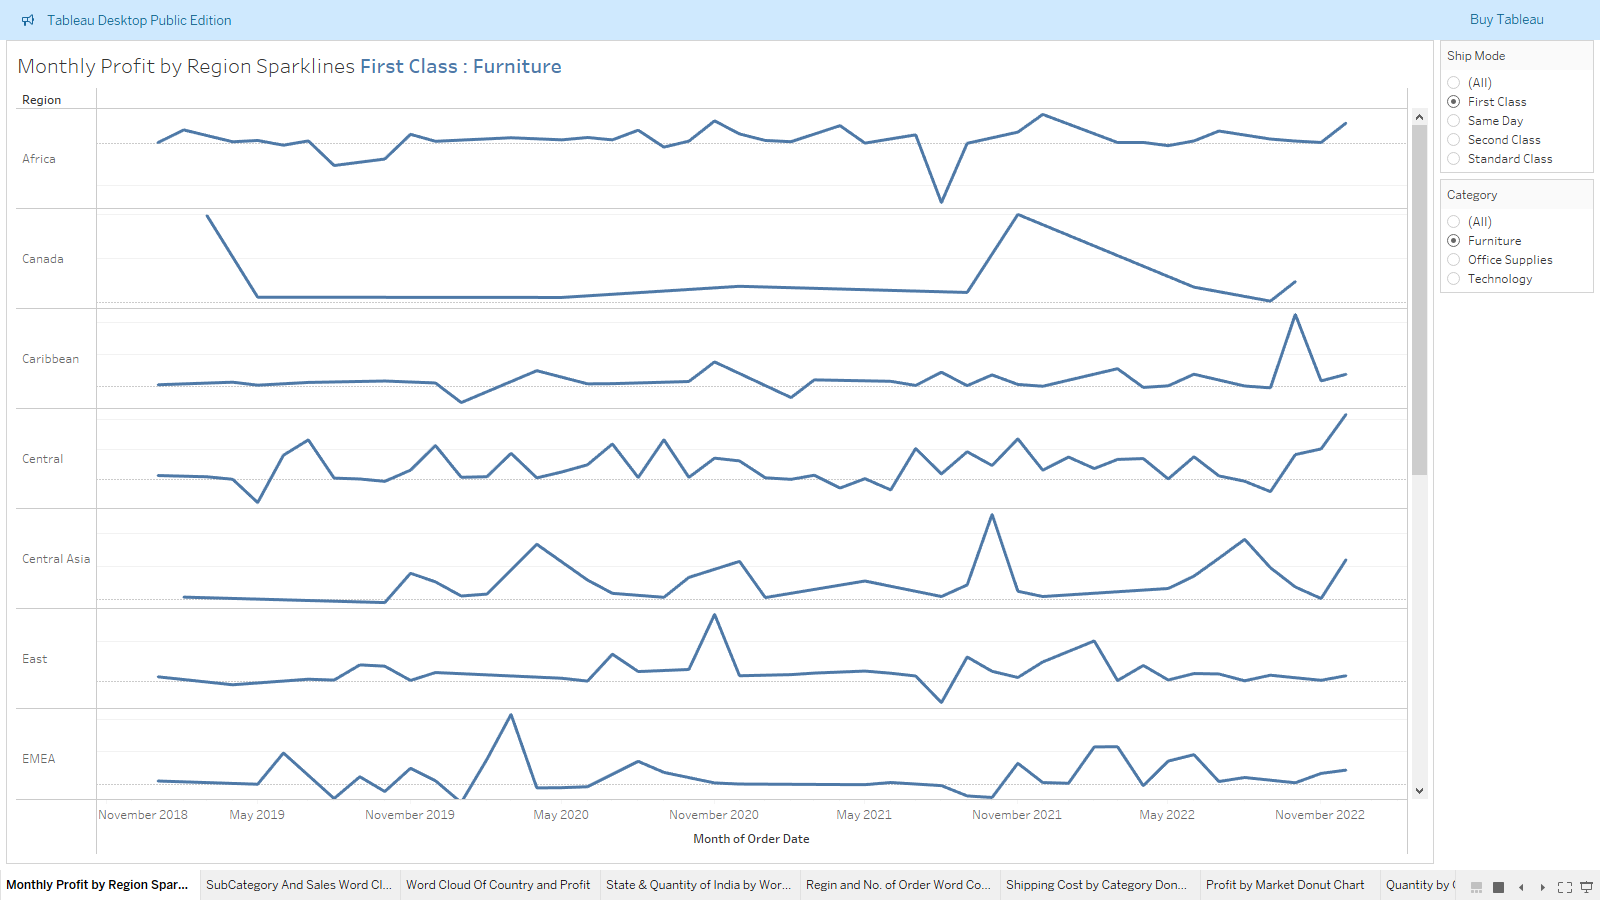 Tableau Desktop Public Edition
Buy Tableau
Monthly Profit by Region Sparklines First Class : Furniture
Region
Africa
Canada
Caribbean
Central
Central Asia
East
EMEA
November 2018 May 2019 November 2019 May 2020 November 2020 May 2021 November 2021 May 2022 November 2022
Month of Order Date
Ship Mode
(All)
First Class
Same Day
Second Class
Standard Class
Category
(All)
Furniture
Office Supplies
Technology
Monthly Profit by Region Spar... SubCategory And Sales Word Cl... Word Cloud Of Country and Profit State & Quantity of India by Wor... Regin and No. of Order Word Co... Shipping Cost by Category Don... Profit by Market Donut Chart Quantity by